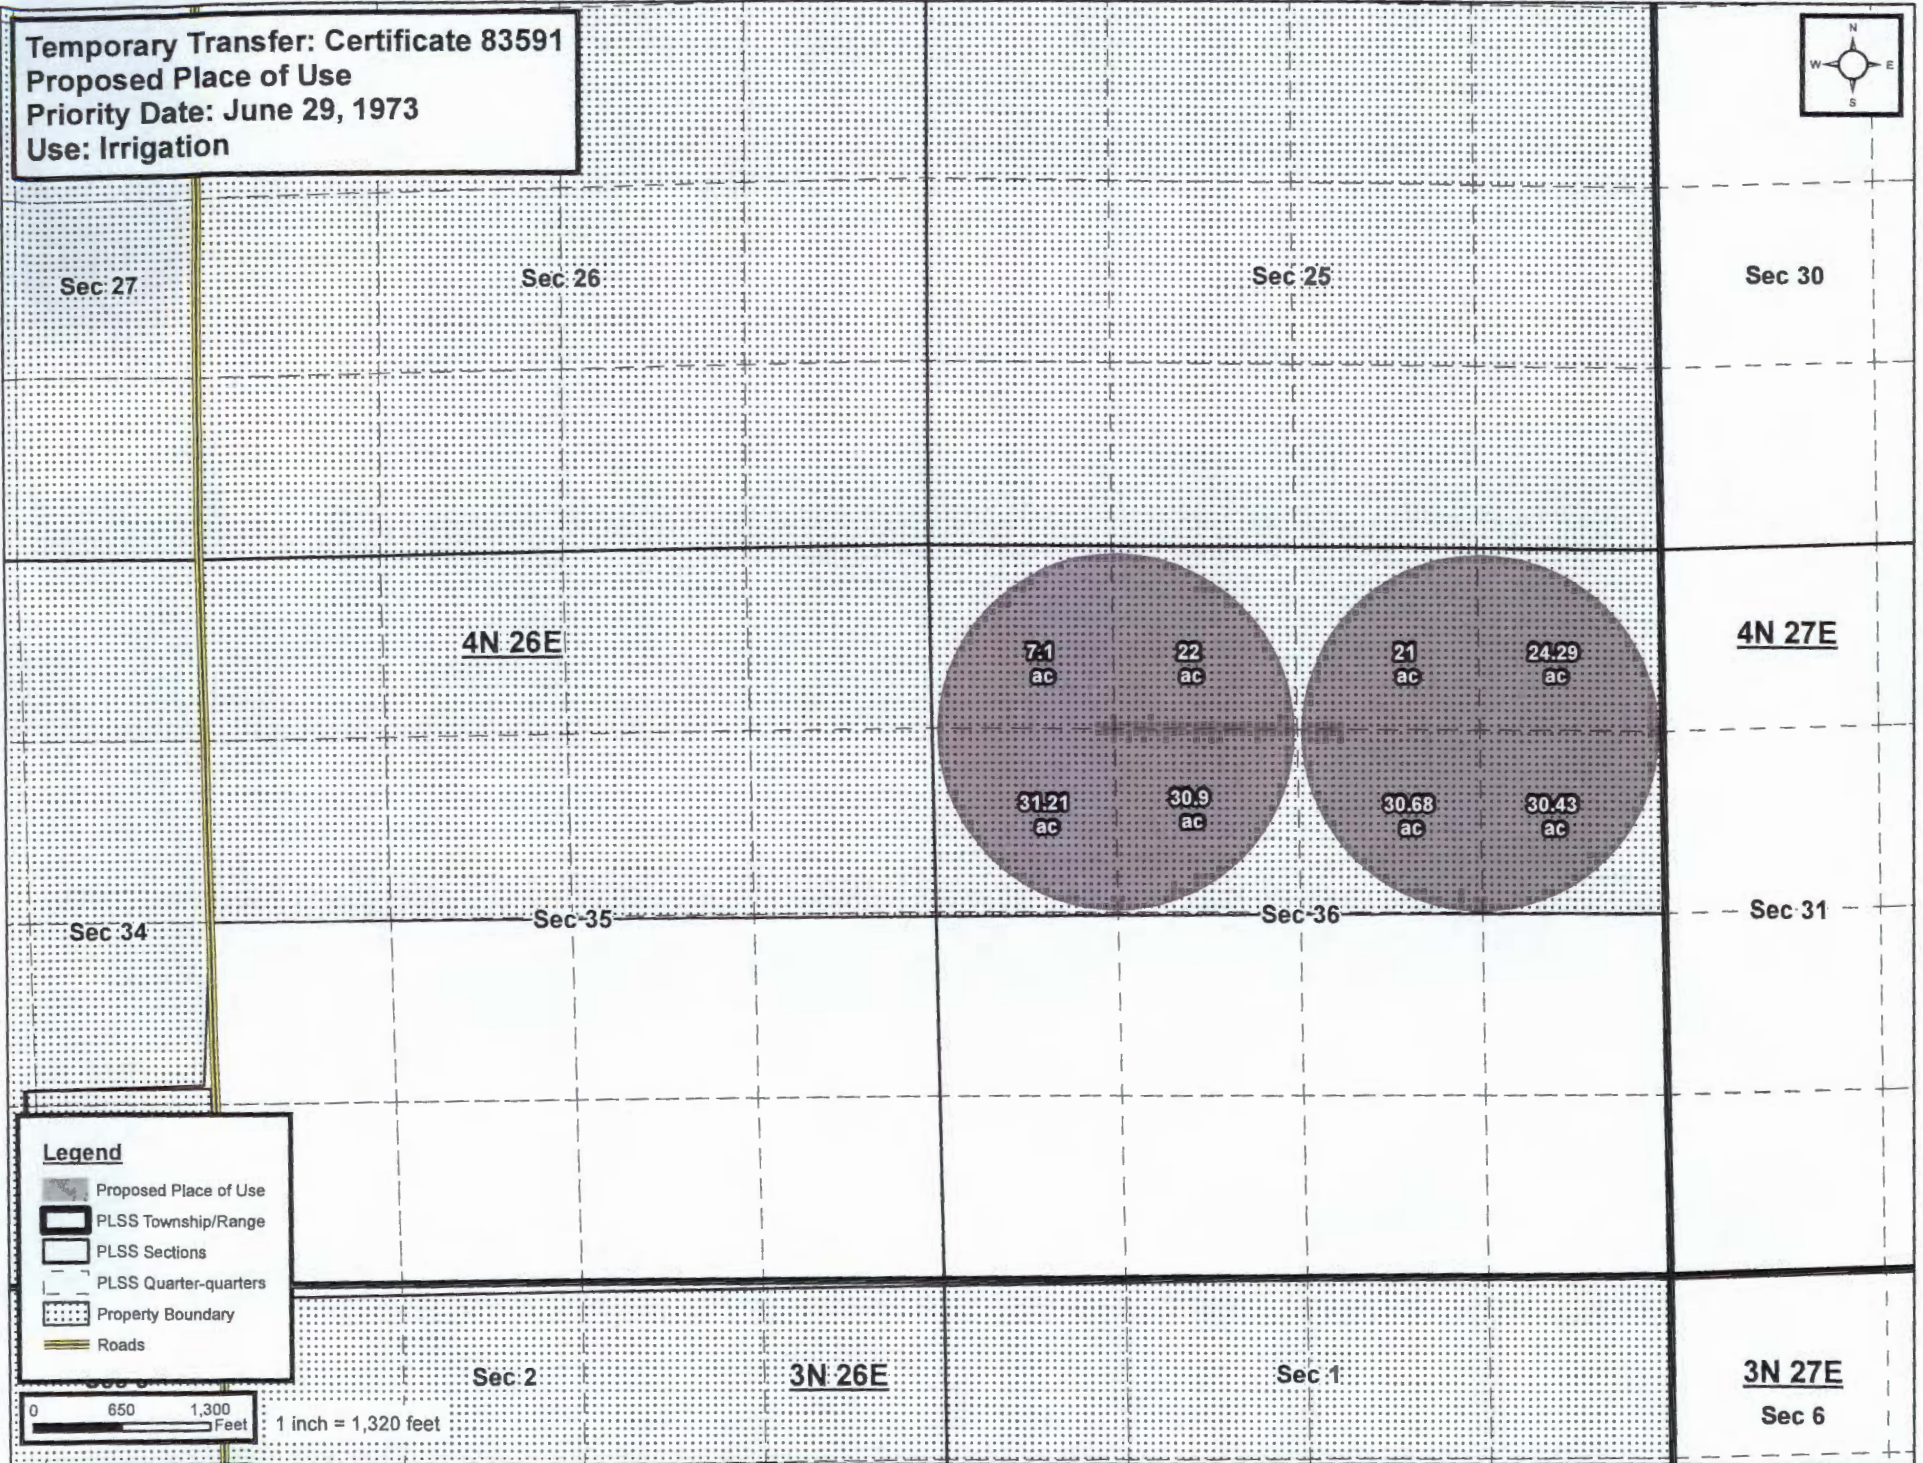 Temporary Transfer: Certificate 83591
Proposed Place of Use
Priority Date: June 29, 1973
Use: Irrigation
N
W E
S
Sec 27
Sec 26
Sec 25
Sec 30
4N 26E
4N 27E
7.1
ac
22
ac
21
ac
24.29
ac
31.21
ac
30.9
ac
30.68
ac
30.43
ac
Sec 34
Sec 35
Sec 36
Sec 31
Legend
Proposed Place of Use
PLSS Township/Range
PLSS Sections
PLSS Quarter-quarters
Property Boundary
Roads
Sec 2
3N 26E
Sec 1
3N 27E
Sec 6
0 650 1,300
Feet
1 inch = 1,320 feet